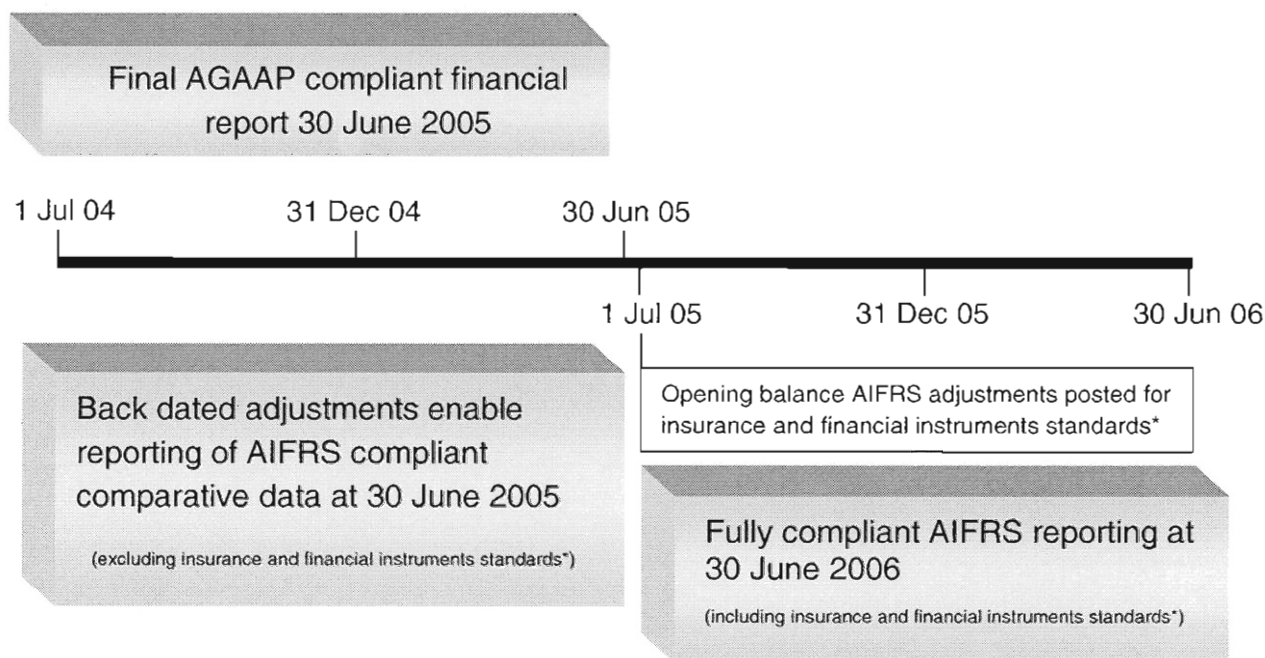 Final AGAAP compliant financial
report 30 June 2005
1 Jul 04
31 Dec 04
30 Jun 05
1 Jul 05
31 Dec 05
30 Jun 06
Back dated adjustments enable
reporting of AIFRS compliant
comparative data at 30 June 2005
(excluding insurance and financial instruments standards*)
Opening balance AIFRS adjustments posted for
insurance and financial instruments standards*
Fully compliant AIFRS reporting at
30 June 2006
(including insurance and financial instruments standards*)